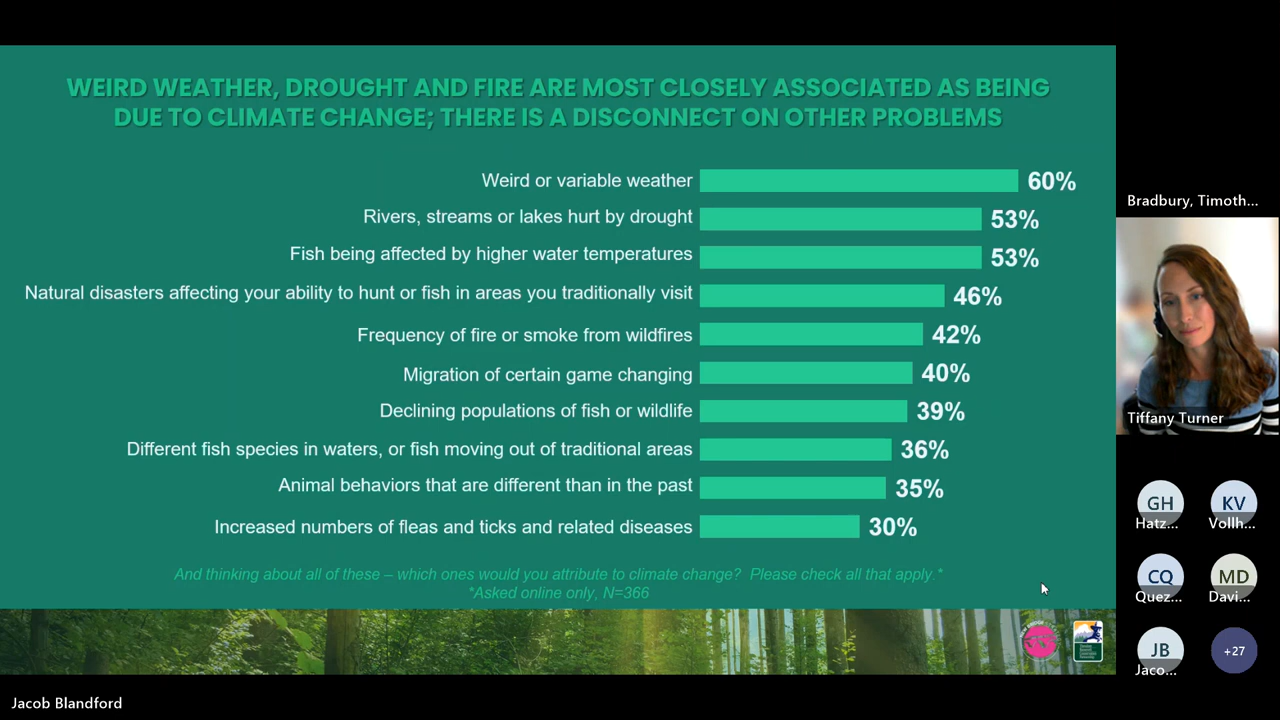 WEIRD WEATHER, DROUGHT AND FIRE ARE MOST CLOSELY ASSOCIATED AS BEING
DUE TO CLIMATE CHANGE; THERE IS A DISCONNECT ON OTHER PROBLEMS
Weird or variable weather 60%
Rivers, streams or lakes hurt by drought 53%
Fish being affected by higher water temperatures 53%
Natural disasters affecting your ability to hunt or fish in areas you traditionally visit 46%
Frequency of fire or smoke from wildfires 42%
Migration of certain game changing 40%
Declining populations of fish or wildlife 39%
Different fish species in waters, or fish moving out of traditional areas 36%
Animal behaviors that are different than in the past 35%
Increased numbers of fleas and ticks and related diseases 30%
And thinking about all of these – which ones would you attribute to climate change?  Please check all that apply.*
*Asked online only, N=366
Bradbury, Timoth...
Tiffany Turner
GH
Hatz...
KV
Vollh...
CQ
Quez...
MD
Davi...
JB
Jaco...
+27
Jacob Blandford